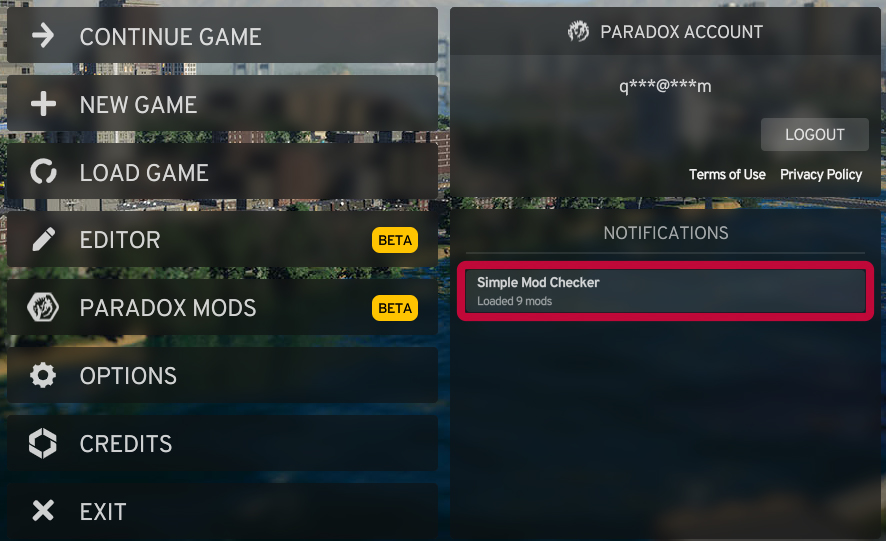 CONTINUE GAME
NEW GAME
LOAD GAME
EDITOR
BETA
PARADOX MODS
BETA
OPTIONS
CREDITS
EXIT
PARADOX ACCOUNT
q***@***m
LOGOUT
Terms of Use Privacy Policy
NOTIFICATIONS
Simple Mod Checker
Loaded 9 mods